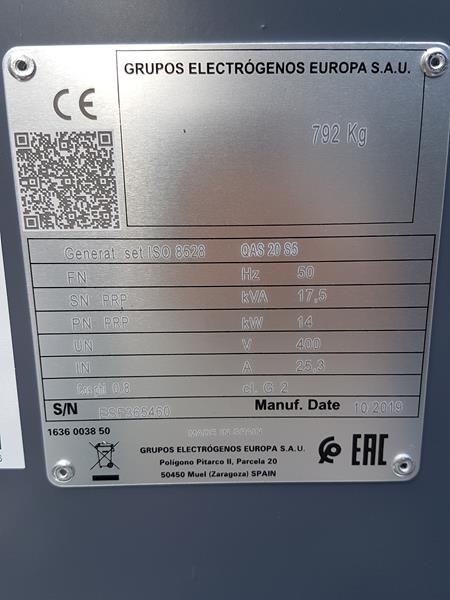 GRUPOS ELECTRÓGENOS EUROPA S.A.U.
CE
792 Kg
Generat. set ISO 8528 QAS 20 S5
FN Hz 50
SN PRP kVA 17,5
PN PRP kW 14
UN V 400
IN A 25,3
Cos phi 0,8 cl. G 2
S/N ESF365460 Manuf. Date 10.2019
1636 0038 50 MADE IN SPAIN
GRUPOS ELECTRÓGENOS EUROPA S.A.U.
Polígono Pitarco II, Parcela 20
50450 Muel (Zaragoza) SPAIN
EAC